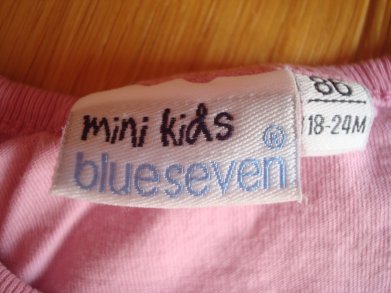 mini kids
blueseven ®
86
18-24M